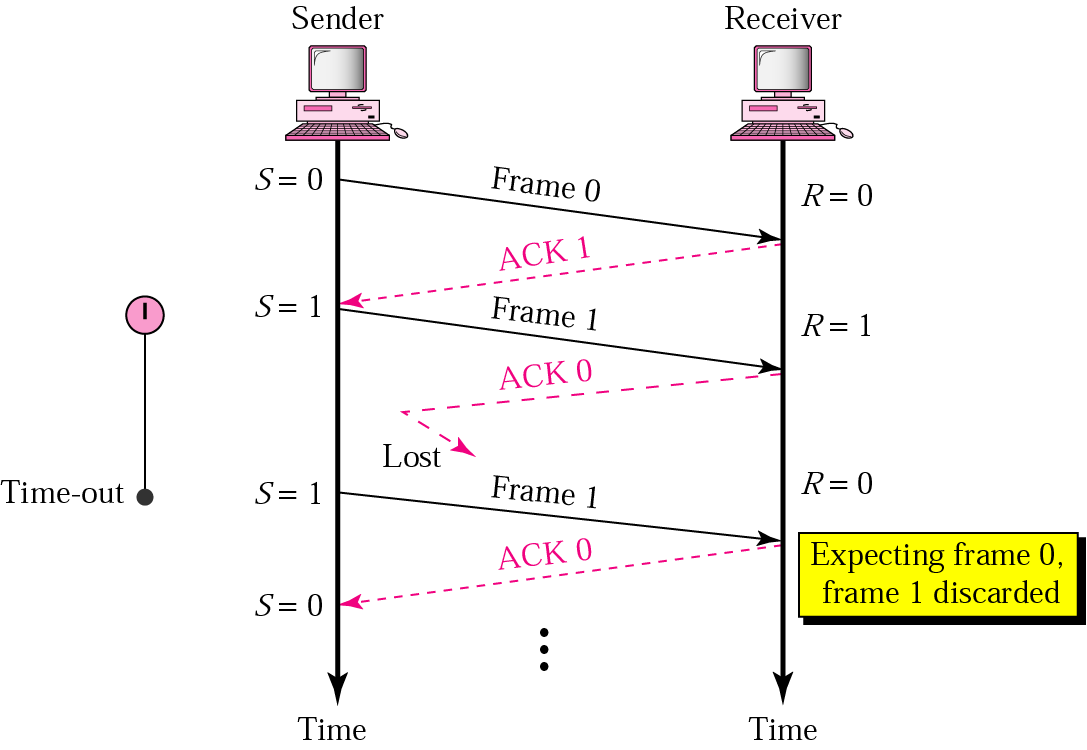 Sender
Receiver
S = 0
Frame 0
R = 0
ACK 1
S = 1
Frame 1
R = 1
ACK 0
Lost
Time-out
S = 1
Frame 1
R = 0
ACK 0
Expecting frame 0,
frame 1 discarded
S = 0
Time
Time